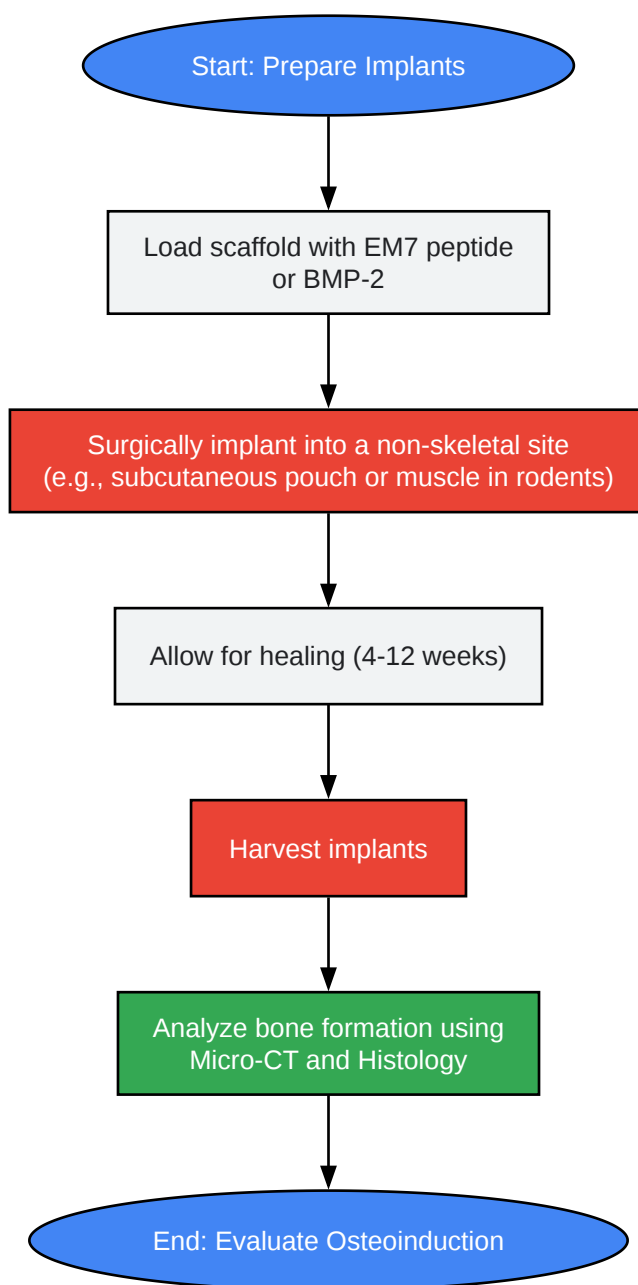 Start: Prepare Implants
Load scaffold with EM7 peptide
or BMP-2
Surgically implant into a non-skeletal site
(e.g., subcutaneous pouch or muscle in rodents)
Allow for healing (4-12 weeks)
Harvest implants
Analyze bone formation using
Micro-CT and Histology
End: Evaluate Osteoinduction